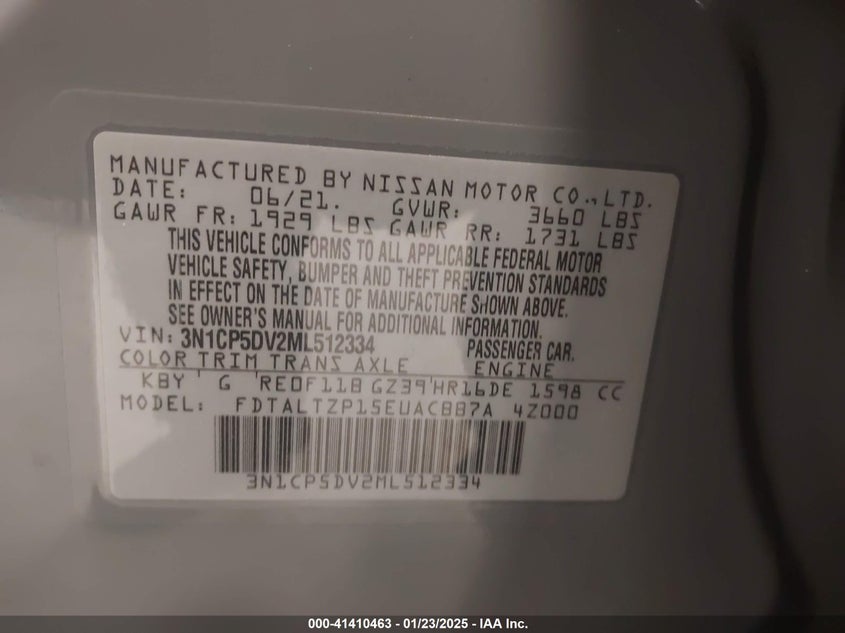 MANUFACTURED BY NISSAN MOTOR CO.,LTD.
DATE: 06/21. GVWR: 3660 LBS
GAWR FR: 1929 LBS GAWR RR: 1731 LBS
THIS VEHICLE CONFORMS TO ALL APPLICABLE FEDERAL MOTOR
VEHICLE SAFETY, BUMPER AND THEFT PREVENTION STANDARDS
IN EFFECT ON THE DATE OF MANUFACTURE SHOWN ABOVE.
SEE OWNER'S MANUAL FOR ADDITIONAL INFORMATION.
VIN: 3N1CP5DV2ML512334 PASSENGER CAR.
COLOR TRIM TRANS AXLE ENGINE
KBY G RE0F11B GZ39 HR16DE 1598 CC
MODEL: FDTALTZP15EUACBB7A 4Z000
3N1CP5DV2ML512334
000-41410463 - 01/23/2025 - IAA Inc.